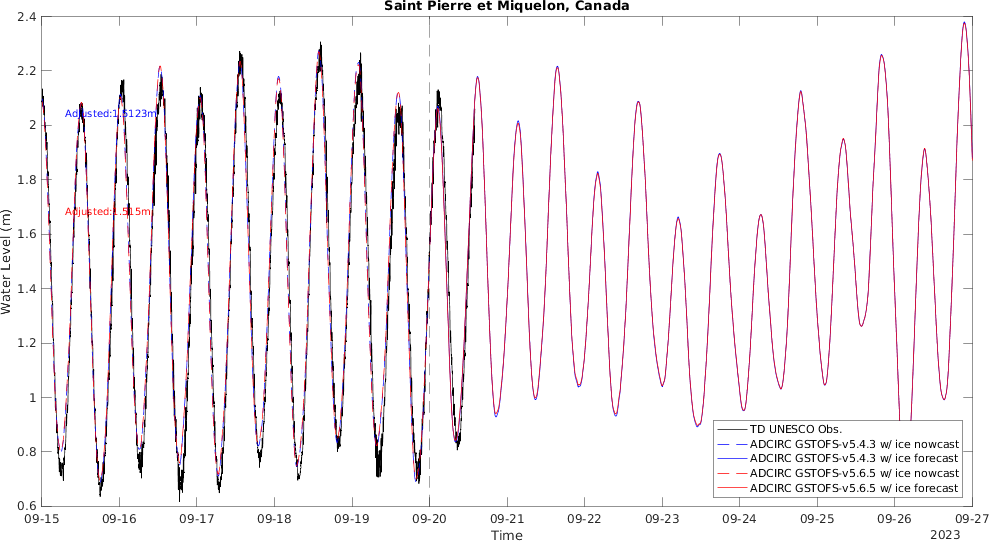 Saint Pierre et Miquelon, Canada
2.4
2.2
2
1.8
1.6
1.4
1.2
1
0.8
0.6
Water Level (m)
Adjusted:1.5123m
Adjusted:1.515m
TD UNESCO Obs.
ADCIRC GSTOFS-v5.4.3 w/ ice nowcast
ADCIRC GSTOFS-v5.4.3 w/ ice forecast
ADCIRC GSTOFS-v5.6.5 w/ ice nowcast
ADCIRC GSTOFS-v5.6.5 w/ ice forecast
09-15 09-16 09-17 09-18 09-19 09-20 09-21 09-22 09-23 09-24 09-25 09-26 09-27
Time
2023